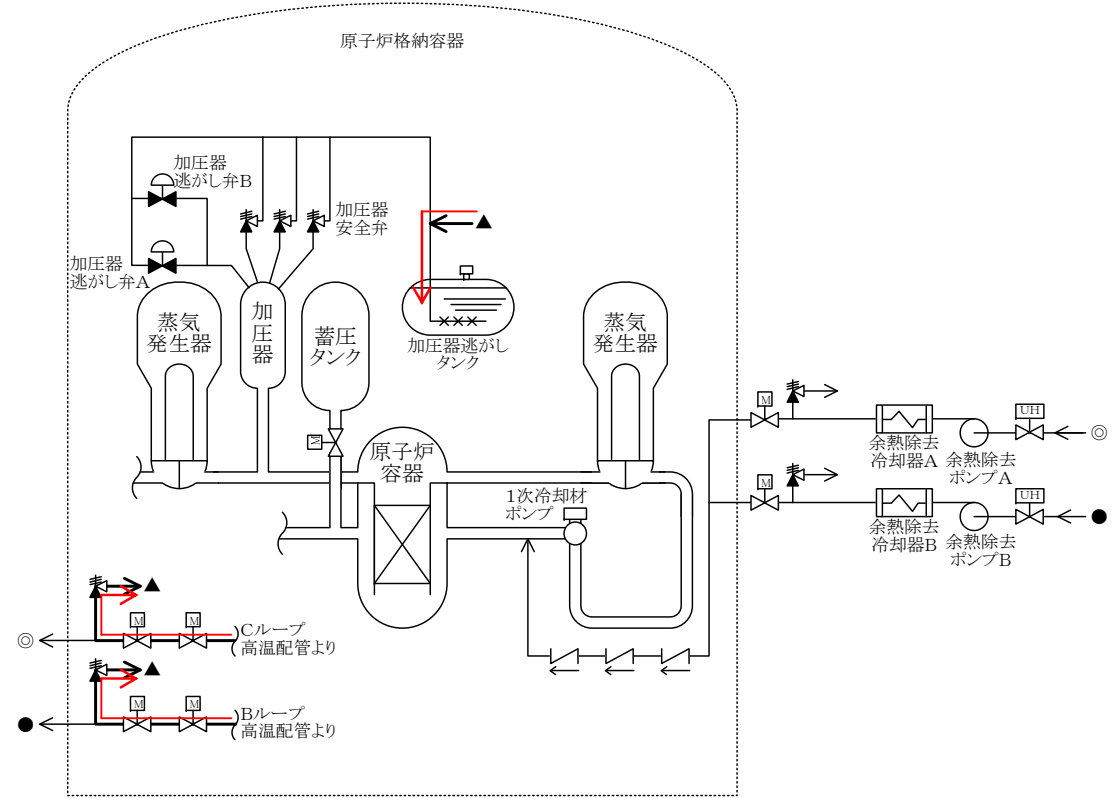 原子炉格納容器
加圧器
逃がし弁B
加圧器
安全弁
▲
加圧器
逃がし弁A
加
圧
器
蒸気
発生器
蓄圧
タンク
加圧器逃がし
タンク
蒸気
発生器
M
M
UH
◎
余熱除去
冷却器A
余熱除去
ポンプA
原子炉
容器
1次冷却材
ポンプ
M
UH
●
余熱除去
冷却器B
余熱除去
ポンプB
▲
M
M
◎
Cループ
高温配管より
▲
M
M
●
Bループ
高温配管より